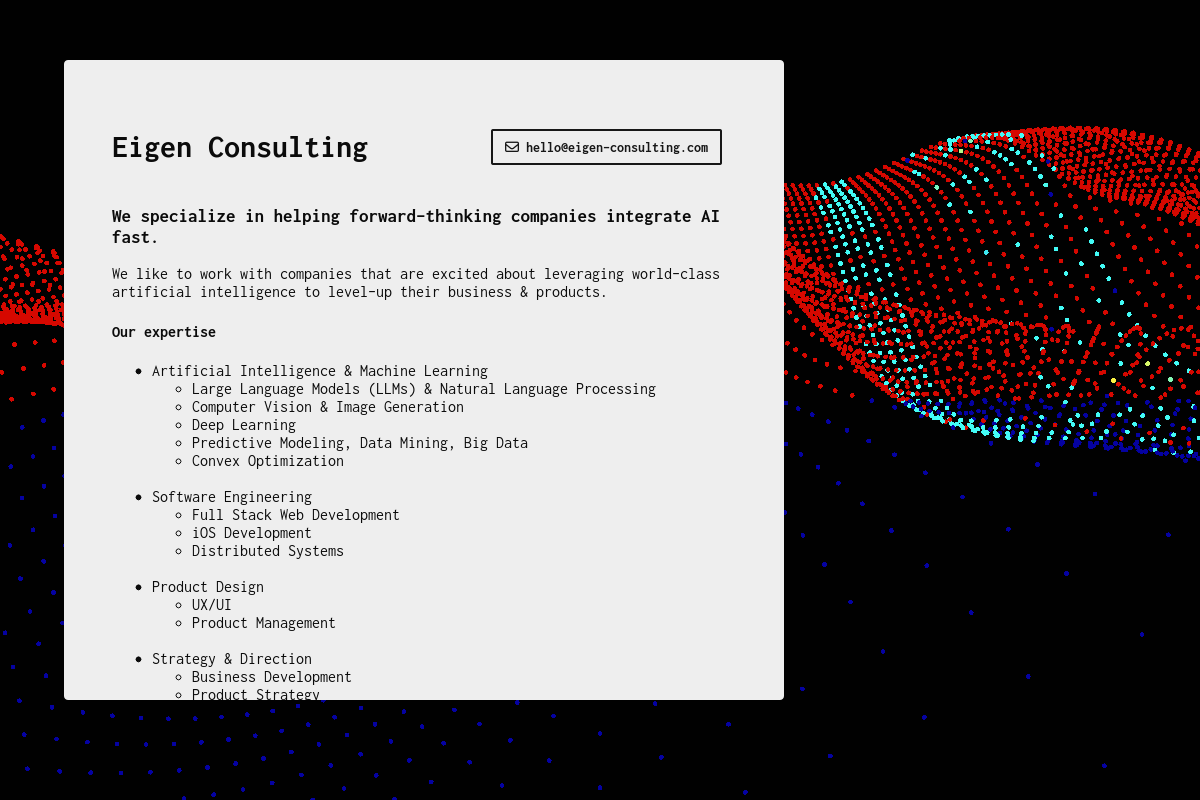 Eigen Consulting
hello@eigen-consulting.com
We specialize in helping forward-thinking companies integrate AI
fast.
We like to work with companies that are excited about leveraging world-class
artificial intelligence to level-up their business & products.
Our expertise
Artificial Intelligence & Machine Learning
Large Language Models (LLMs) & Natural Language Processing
Computer Vision & Image Generation
Deep Learning
Predictive Modeling, Data Mining, Big Data
Convex Optimization
Software Engineering
Full Stack Web Development
iOS Development
Distributed Systems
Product Design
UX/UI
Product Management
Strategy & Direction
Business Development
Product Strategy